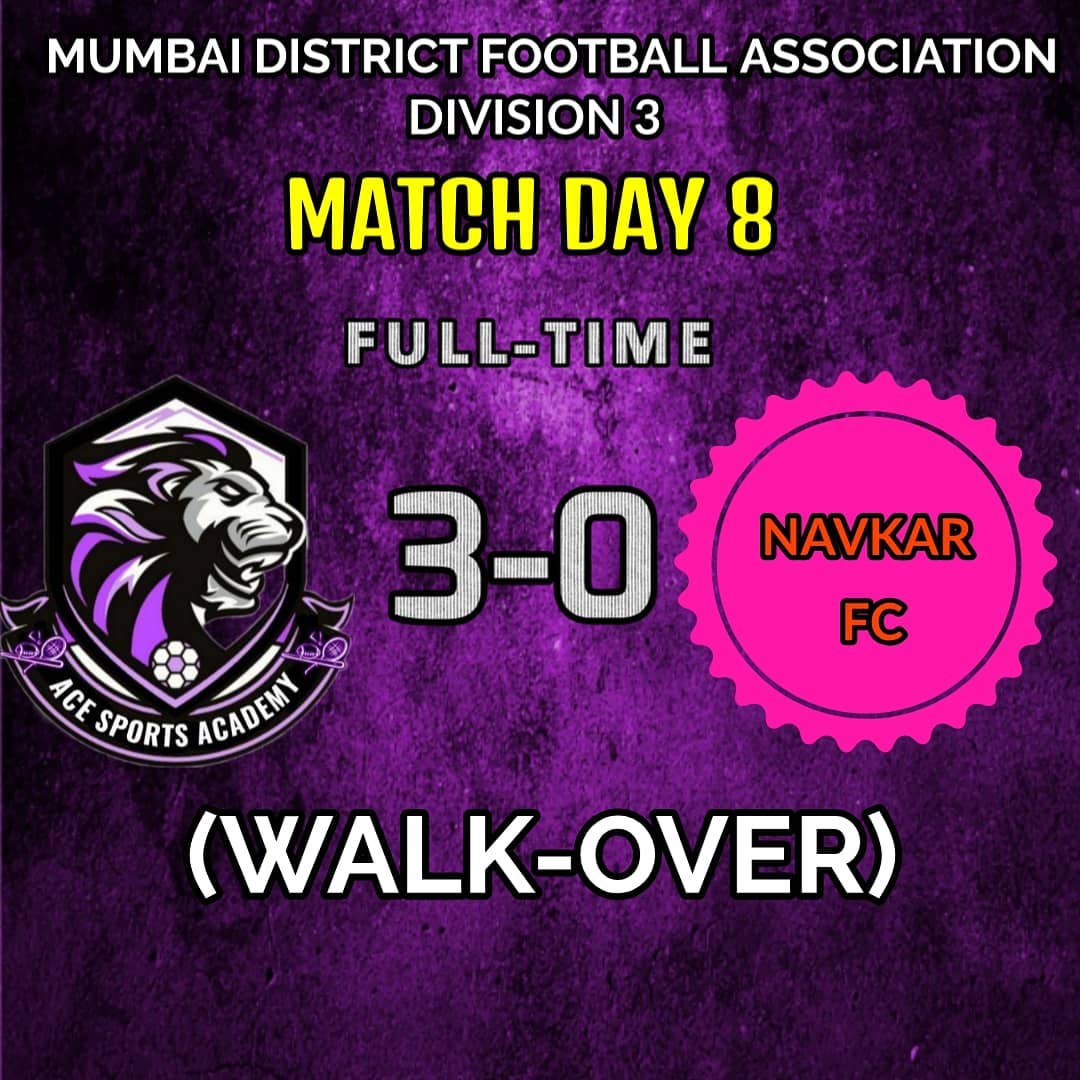 MUMBAI DISTRICT FOOTBALL ASSOCIATION
DIVISION 3
MATCH DAY 8
FULL-TIME
3-0
NAVKAR
FC
ACE SPORTS ACADEMY
(WALK-OVER)